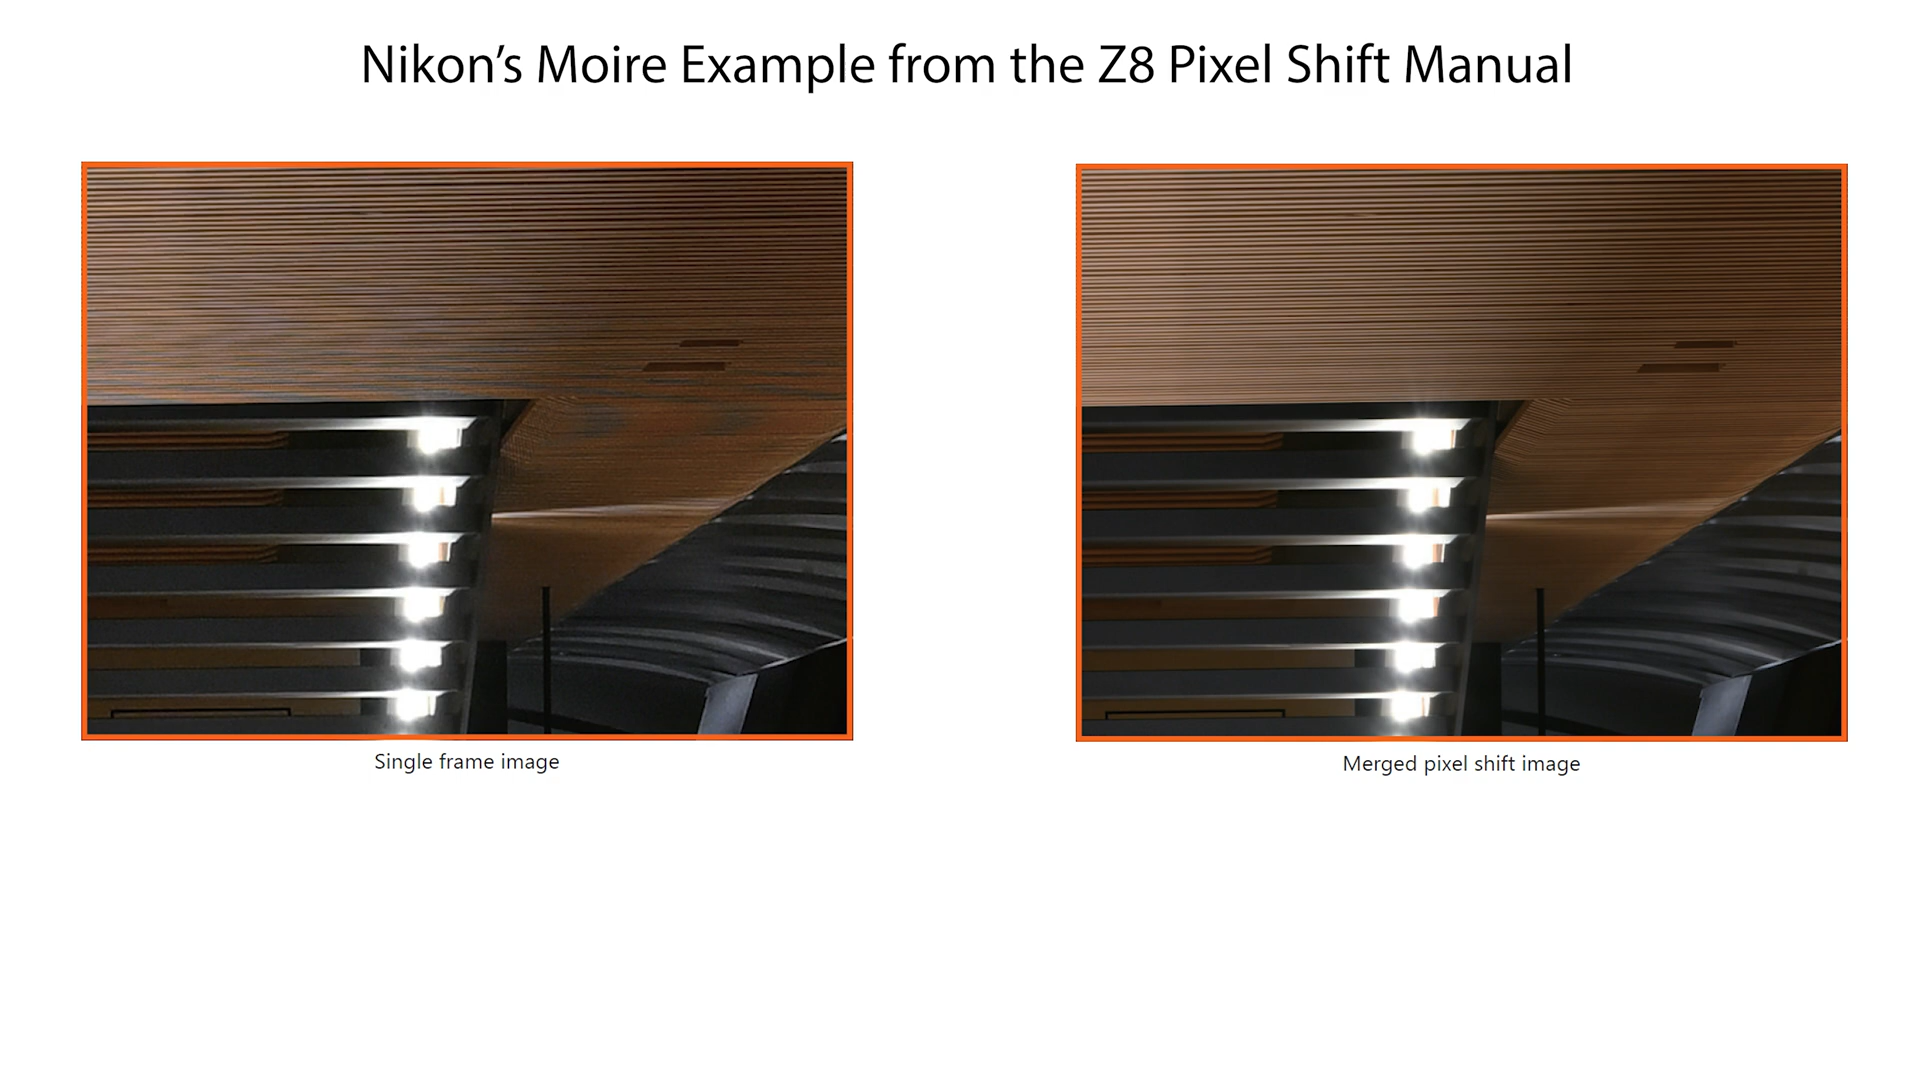 Nikon’s Moire Example from the Z8 Pixel Shift Manual
Single frame image
Merged pixel shift image